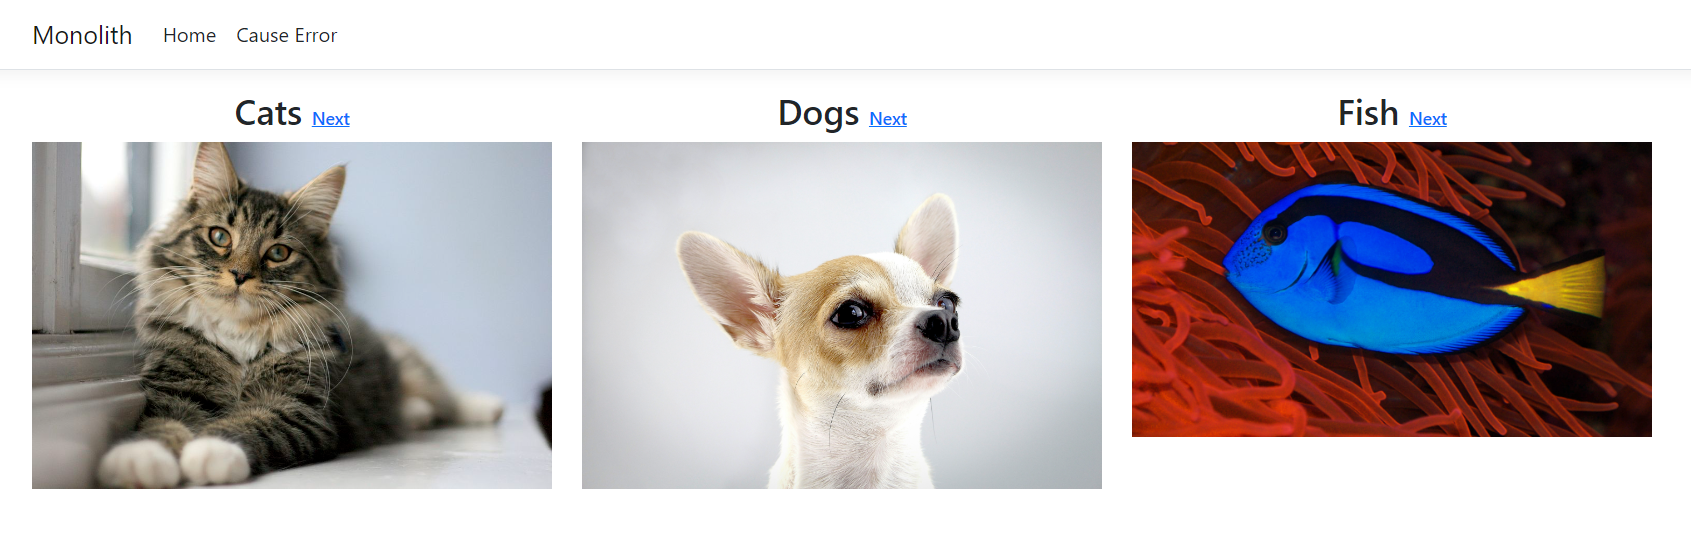 Monolith Home Cause Error
Cats Next
Dogs Next
Fish Next